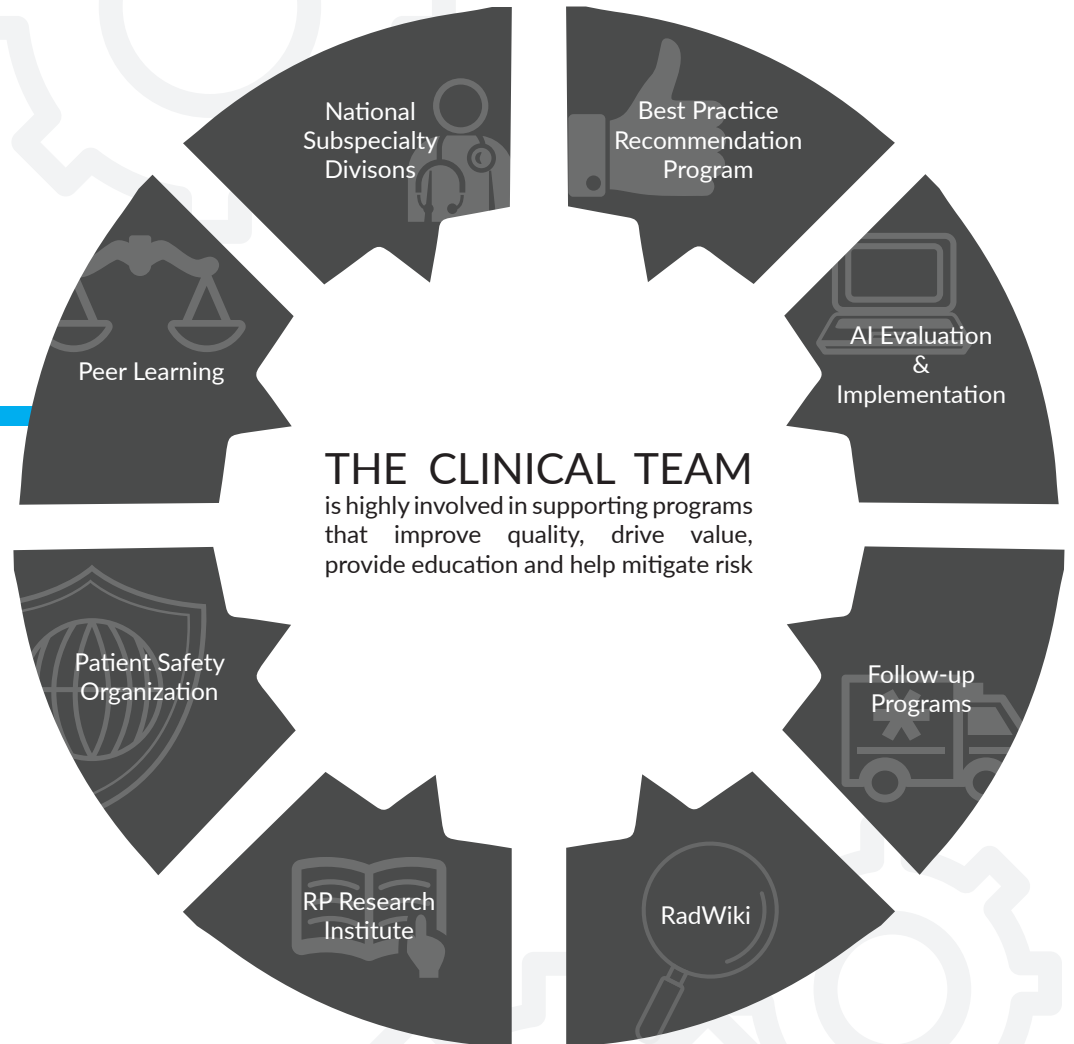 National
Subspecialty
Divisons
Best Practice
Recommendation
Program
Peer Learning
AI Evaluation
&
Implementation
THE CLINICAL TEAM
is highly involved in supporting programs
that improve quality, drive value,
provide education and help mitigate risk
Patient Safety
Organization
Follow-up
Programs
RP Research
Institute
RadWiki